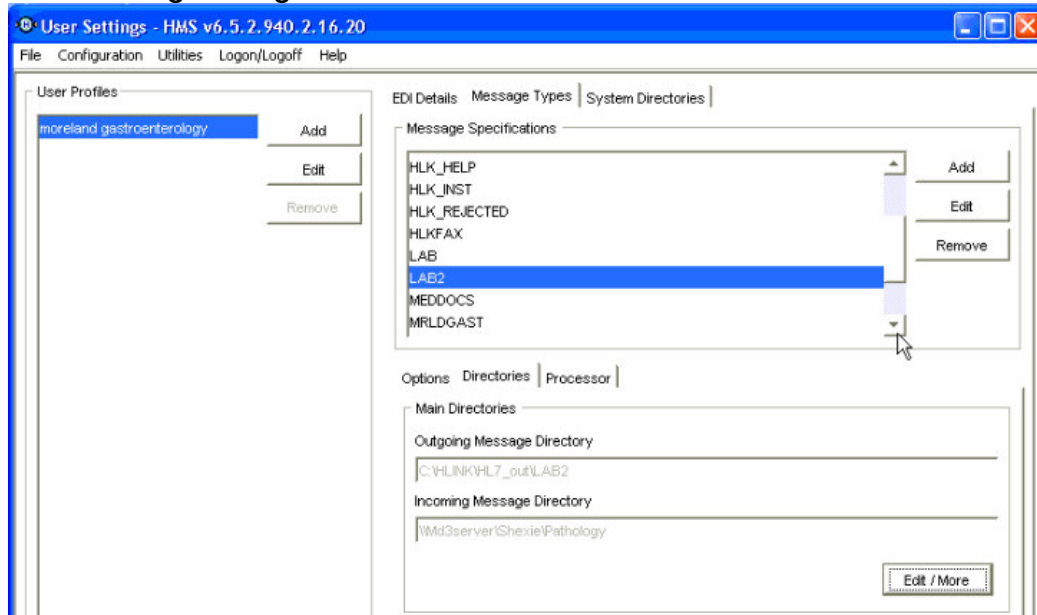 User Settings - HMS v6.5.2.940.2.16.20
File Configuration Utilities Logon/Logoff Help
User Profiles
moreland gastroenterology
Add
Edit
Remove
EDI Details Message Types System Directories
Message Specifications
HLK_HELP
HLK_INST
HLK_REJECTED
HLKFAX
LAB
LAB2
MEDDOCS
MRLDGAST
Add
Edit
Remove
Options Directories Processor
Main Directories
Outgoing Message Directory
C:\HLINK\HL7_out\LAB2
Incoming Message Directory
\\Md3server\Shexie\Pathology
Edit / More